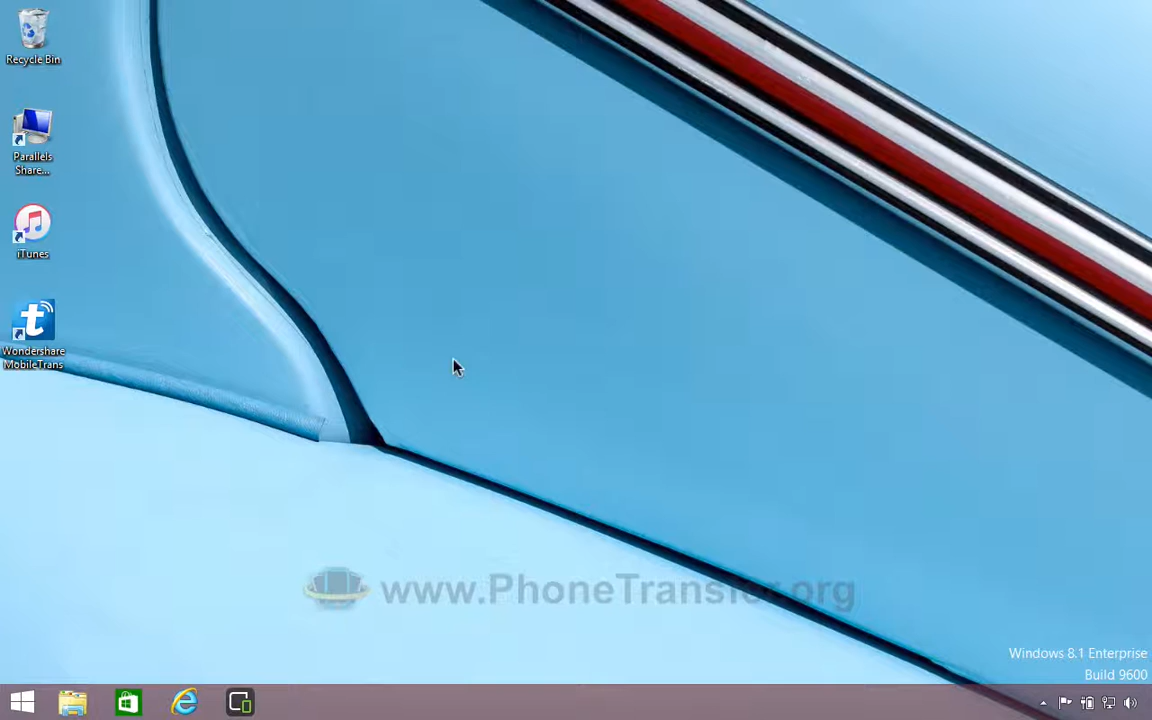 Recycle Bin
Parallels
Share...
iTunes
Wondershare
MobileTrans
www.PhoneTransfer.org
Windows 8.1 Enterprise
Build 9600